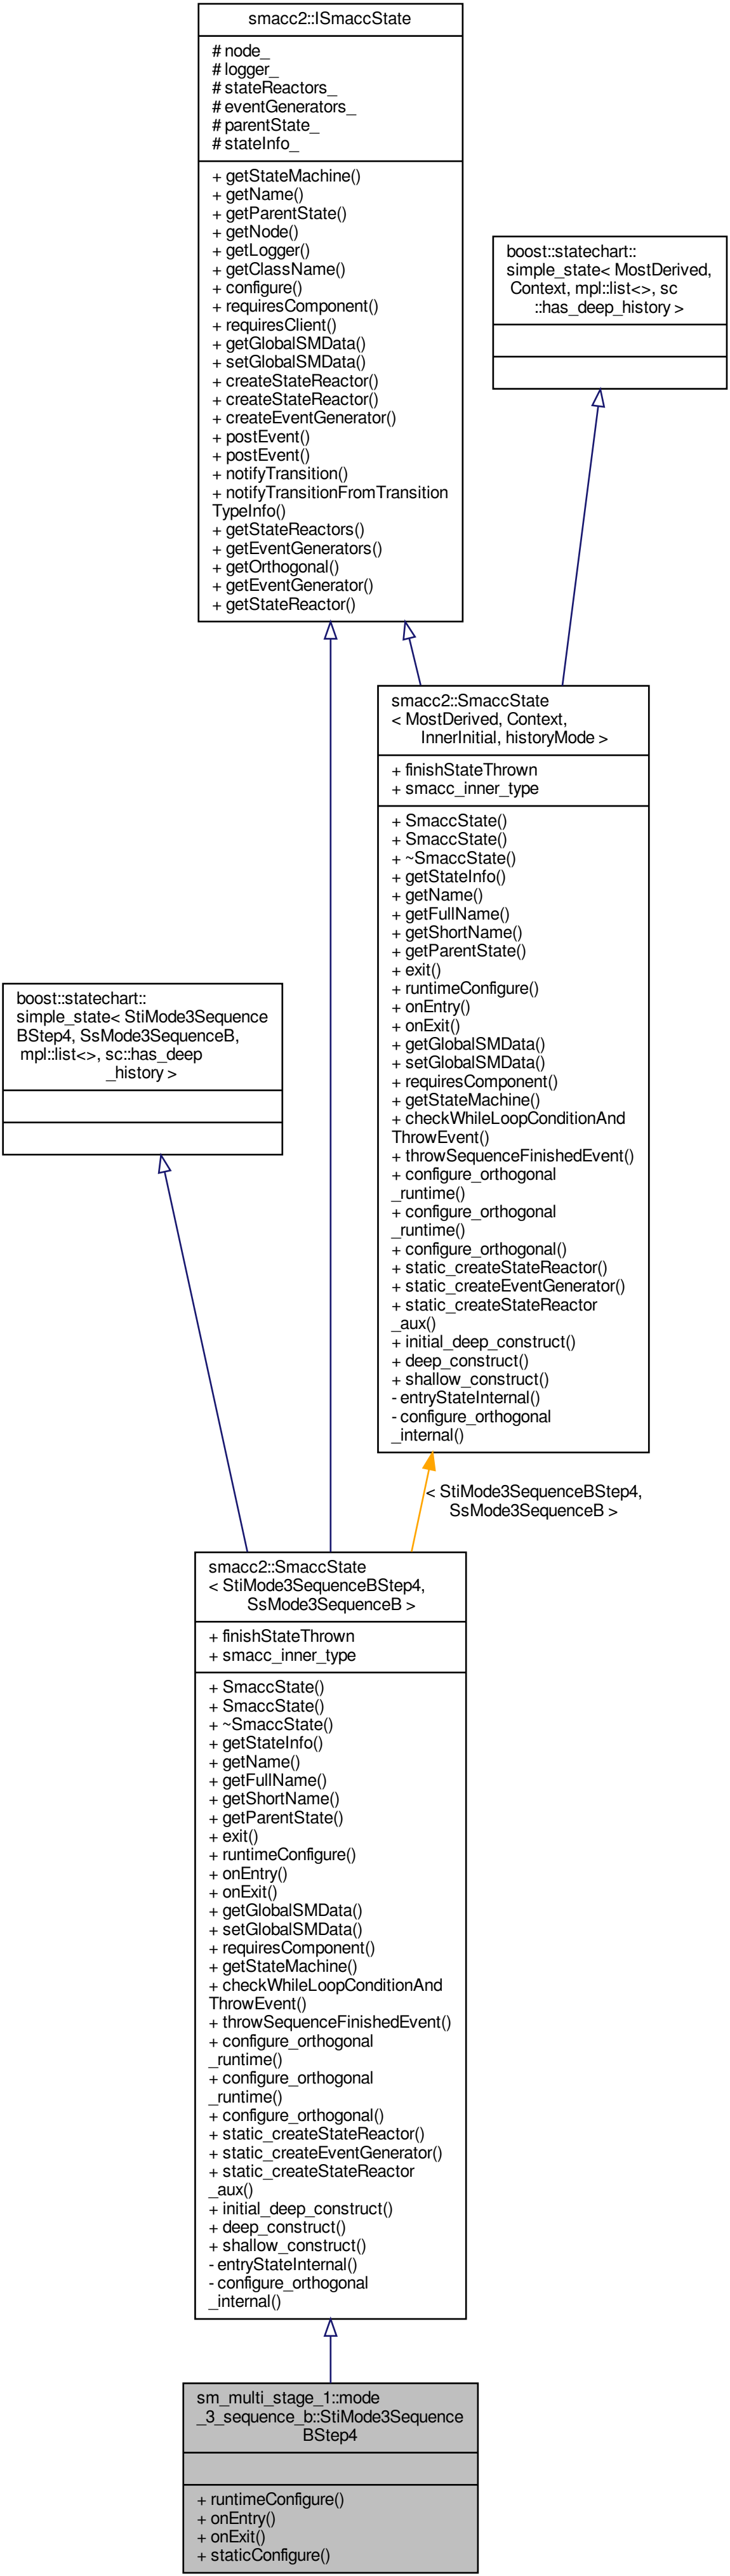 smacc2::ISmaccState
# node_
# logger_
# stateReactors_
# eventGenerators_
# parentState_
# stateInfo_
+ getStateMachine()
+ getName()
+ getParentState()
+ getNode()
+ getLogger()
+ getClassName()
+ configure()
+ requiresComponent()
+ requiresClient()
+ getGlobalSMData()
+ setGlobalSMData()
+ createStateReactor()
+ createStateReactor()
+ createEventGenerator()
+ postEvent()
+ postEvent()
+ notifyTransition()
+ notifyTransitionFromTransition
TypeInfo()
+ getStateReactors()
+ getEventGenerators()
+ getOrthogonal()
+ getEventGenerator()
+ getStateReactor()
boost::statechart::
simple_state< MostDerived,
Context, mpl::list<>, sc
::has_deep_history >
smacc2::SmaccState
< MostDerived, Context,
InnerInitial, historyMode >
+ finishStateThrown
+ smacc_inner_type
+ SmaccState()
+ SmaccState()
+ ~SmaccState()
+ getStateInfo()
+ getName()
+ getFullName()
+ getShortName()
+ getParentState()
+ exit()
+ runtimeConfigure()
+ onEntry()
+ onExit()
+ getGlobalSMData()
+ setGlobalSMData()
+ requiresComponent()
+ getStateMachine()
+ checkWhileLoopConditionAnd
ThrowEvent()
+ throwSequenceFinishedEvent()
+ configure_orthogonal
_runtime()
+ configure_orthogonal
_runtime()
+ configure_orthogonal()
+ static_createStateReactor()
+ static_createEventGenerator()
+ static_createStateReactor
_aux()
+ initial_deep_construct()
+ deep_construct()
+ shallow_construct()
- entryStateInternal()
- configure_orthogonal
_internal()
boost::statechart::
simple_state< StiMode3Sequence
BStep4, SsMode3SequenceB,
mpl::list<>, sc::has_deep
_history >
< StiMode3SequenceBStep4,
SsMode3SequenceB >
smacc2::SmaccState
< StiMode3SequenceBStep4,
SsMode3SequenceB >
+ finishStateThrown
+ smacc_inner_type
+ SmaccState()
+ SmaccState()
+ ~SmaccState()
+ getStateInfo()
+ getName()
+ getFullName()
+ getShortName()
+ getParentState()
+ exit()
+ runtimeConfigure()
+ onEntry()
+ onExit()
+ getGlobalSMData()
+ setGlobalSMData()
+ requiresComponent()
+ getStateMachine()
+ checkWhileLoopConditionAnd
ThrowEvent()
+ throwSequenceFinishedEvent()
+ configure_orthogonal
_runtime()
+ configure_orthogonal
_runtime()
+ configure_orthogonal()
+ static_createStateReactor()
+ static_createEventGenerator()
+ static_createStateReactor
_aux()
+ initial_deep_construct()
+ deep_construct()
+ shallow_construct()
- entryStateInternal()
- configure_orthogonal
_internal()
sm_multi_stage_1::mode
_3_sequence_b::StiMode3Sequence
BStep4
+ runtimeConfigure()
+ onEntry()
+ onExit()
+ staticConfigure()